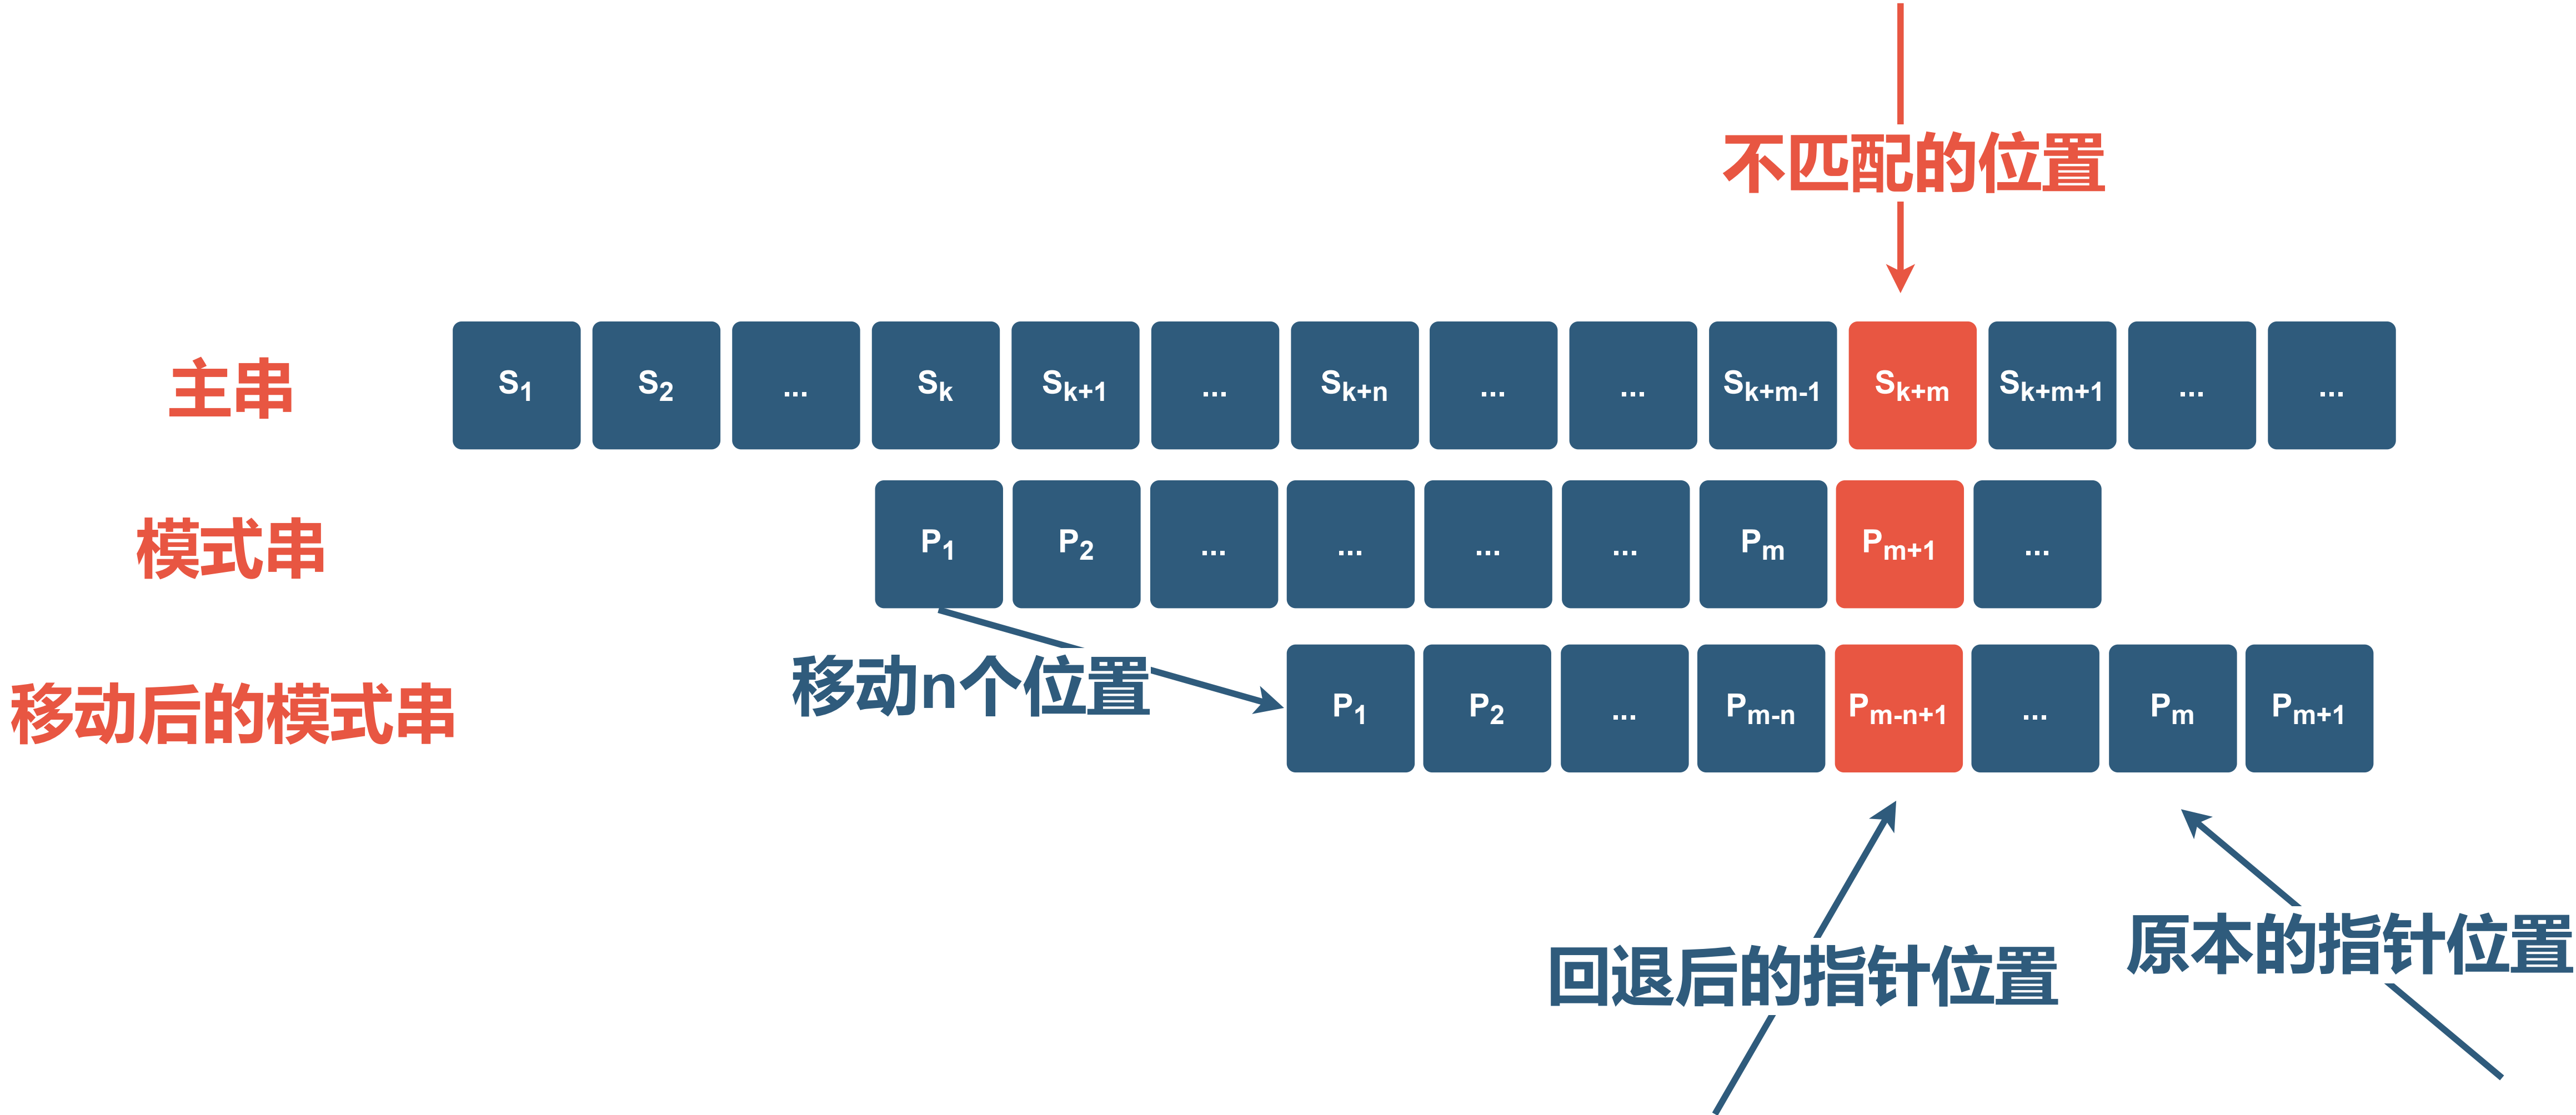 不匹配的位置
主串 S1 S2 ... Sk Sk+1 ... Sk+n ... ... Sk+m-1 Sk+m Sk+m+1 ... ...
模式串 P1 P2 ... ... ... ... Pm Pm+1 ...
移动n个位置
移动后的模式串 P1 P2 ... Pm-n Pm-n+1 ... Pm Pm+1
原本的指针位置
回退后的指针位置